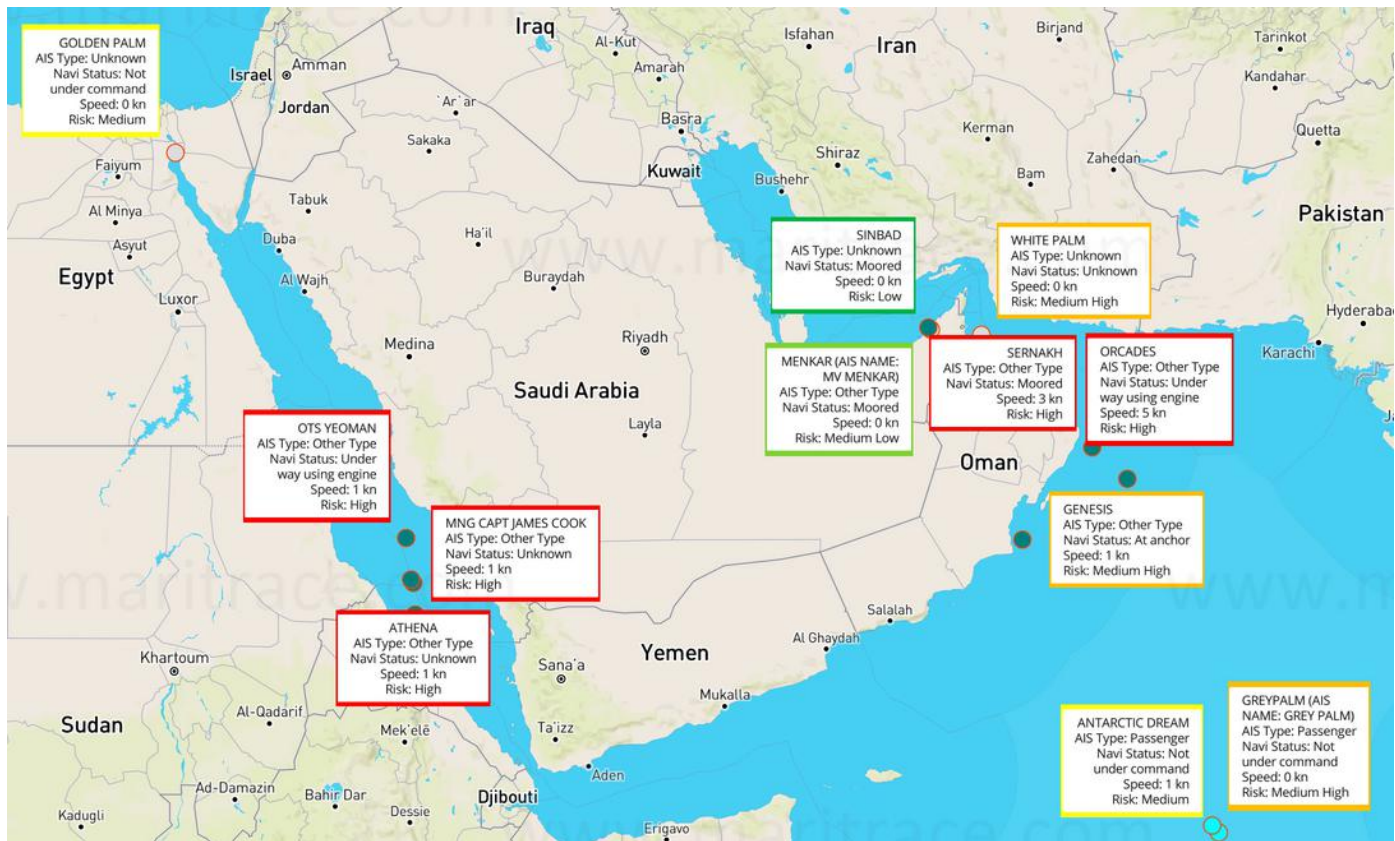 GOLDEN PALM
AIS Type: Unknown
Navi Status: Not
under command
Speed: 0 kn
Risk: Medium
Israel
Amman
Jordan
Iraq
Al-Kut
Amarah
Isfahan
Iran
Birjand
Tarinkot
Kandahar
`Ar`ar
Basra
Kerman
Quetta
Faiyum
Sakaka
Kuwait
Shiraz
Bam
Zahedan
Bushehr
Al Minya
Tabuk
Pakistan
Asyut
Duba
Ha'il
www.maritrace.com
Egypt
Al Wajh
Buraydah
Luxor
SINBAD
AIS Type: Unknown
Navi Status: Moored
Speed: 0 kn
Risk: Low
WHITE PALM
AIS Type: Unknown
Navi Status: Unknown
Speed: 0 kn
Risk: Medium High
Hyderabad
Karachi
Medina
Riyadh
Saudi Arabia
MENKAR (AIS NAME:
MV MENKAR)
AIS Type: Other Type
Navi Status: Moored
Speed: 0 kn
Risk: Medium Low
SERNAKH
AIS Type: Other Type
Navi Status: Moored
Speed: 3 kn
Risk: High
ORCADES
AIS Type: Other Type
Navi Status: Under
way using engine
Speed: 5 kn
Risk: High
Layla
Oman
OTS YEOMAN
AIS Type: Other Type
Navi Status: Under
way using engine
Speed: 1 kn
Risk: High
MNG CAPT JAMES COOK
AIS Type: Other Type
Navi Status: Unknown
Speed: 1 kn
Risk: High
GENESIS
AIS Type: Other Type
Navi Status: At anchor
Speed: 1 kn
Risk: Medium High
ATHENA
AIS Type: Other Type
Navi Status: Unknown
Speed: 1 kn
Risk: High
Salalah
Al Ghaydah
Khartoum
Yemen
Sana'a
Mukalla
Sudan
Al-Qadarif
Mek'elē
Ta'izz
ANTARCTIC DREAM
AIS Type: Passenger
Navi Status: Not
under command
Speed: 1 kn
Risk: Medium
GREYPALM (AIS
NAME: GREY PALM)
AIS Type: Passenger
Navi Status: Not
under command
Speed: 0 kn
Risk: Medium High
Aden
Ad-Damazin
Bahir Dar
Dessie
Djibouti
Kadugli
Erigavo
www.maritrace.com